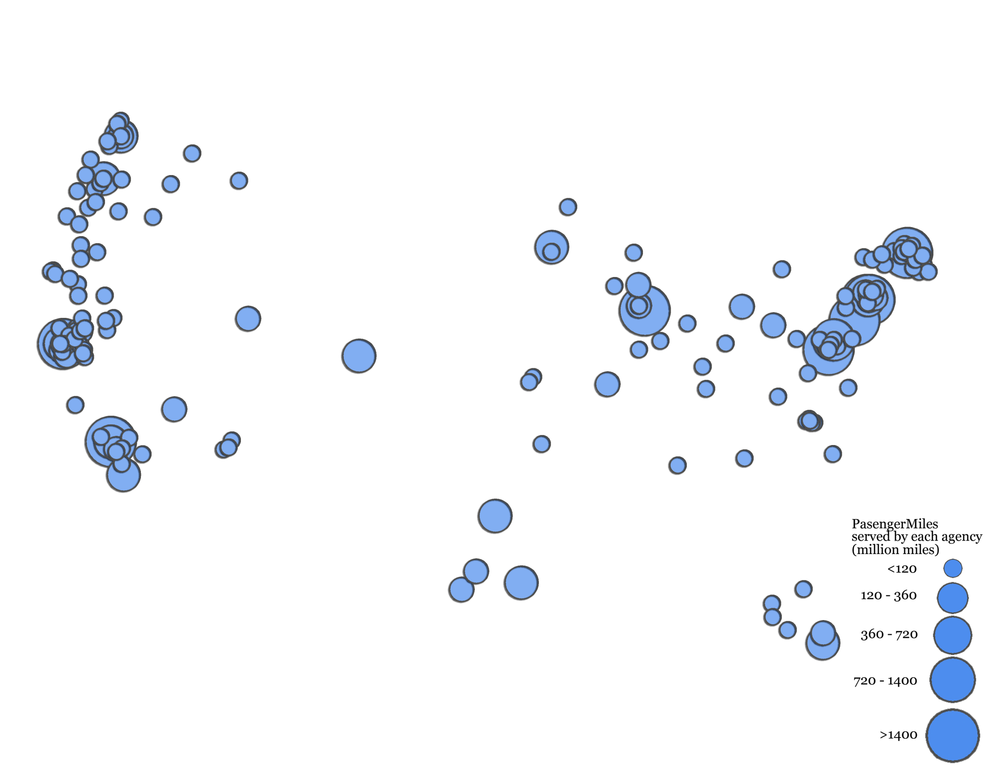 PasengerMiles
served by each agency
(million miles)
<120
120 - 360
360 - 720
720 - 1400
>1400